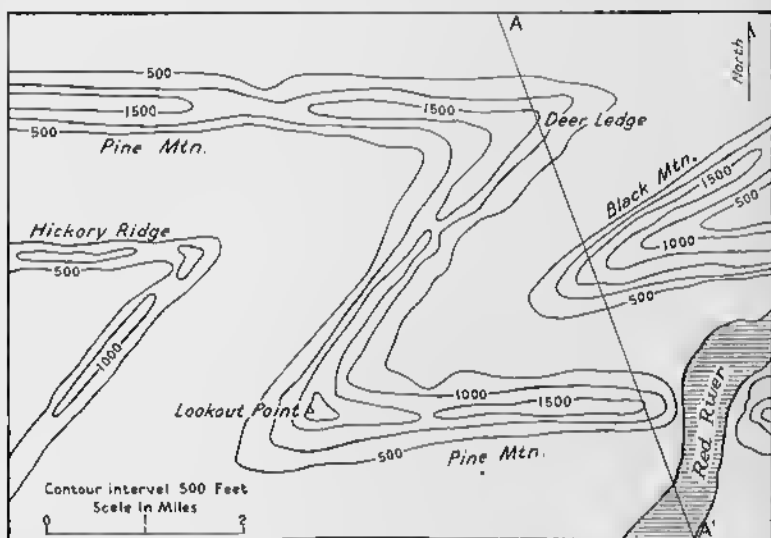 A
500
1500
1500
North
500
Deer Ledge
Pine Mtn.
Black Mtn.
1500
Hickory Ridge
500
500
1000
500
1000
Lookout Point
1000
1500
500
Pine Mtn.
Red River
Contour interval 500 Feet
Scale in Miles
0 1 2
A'